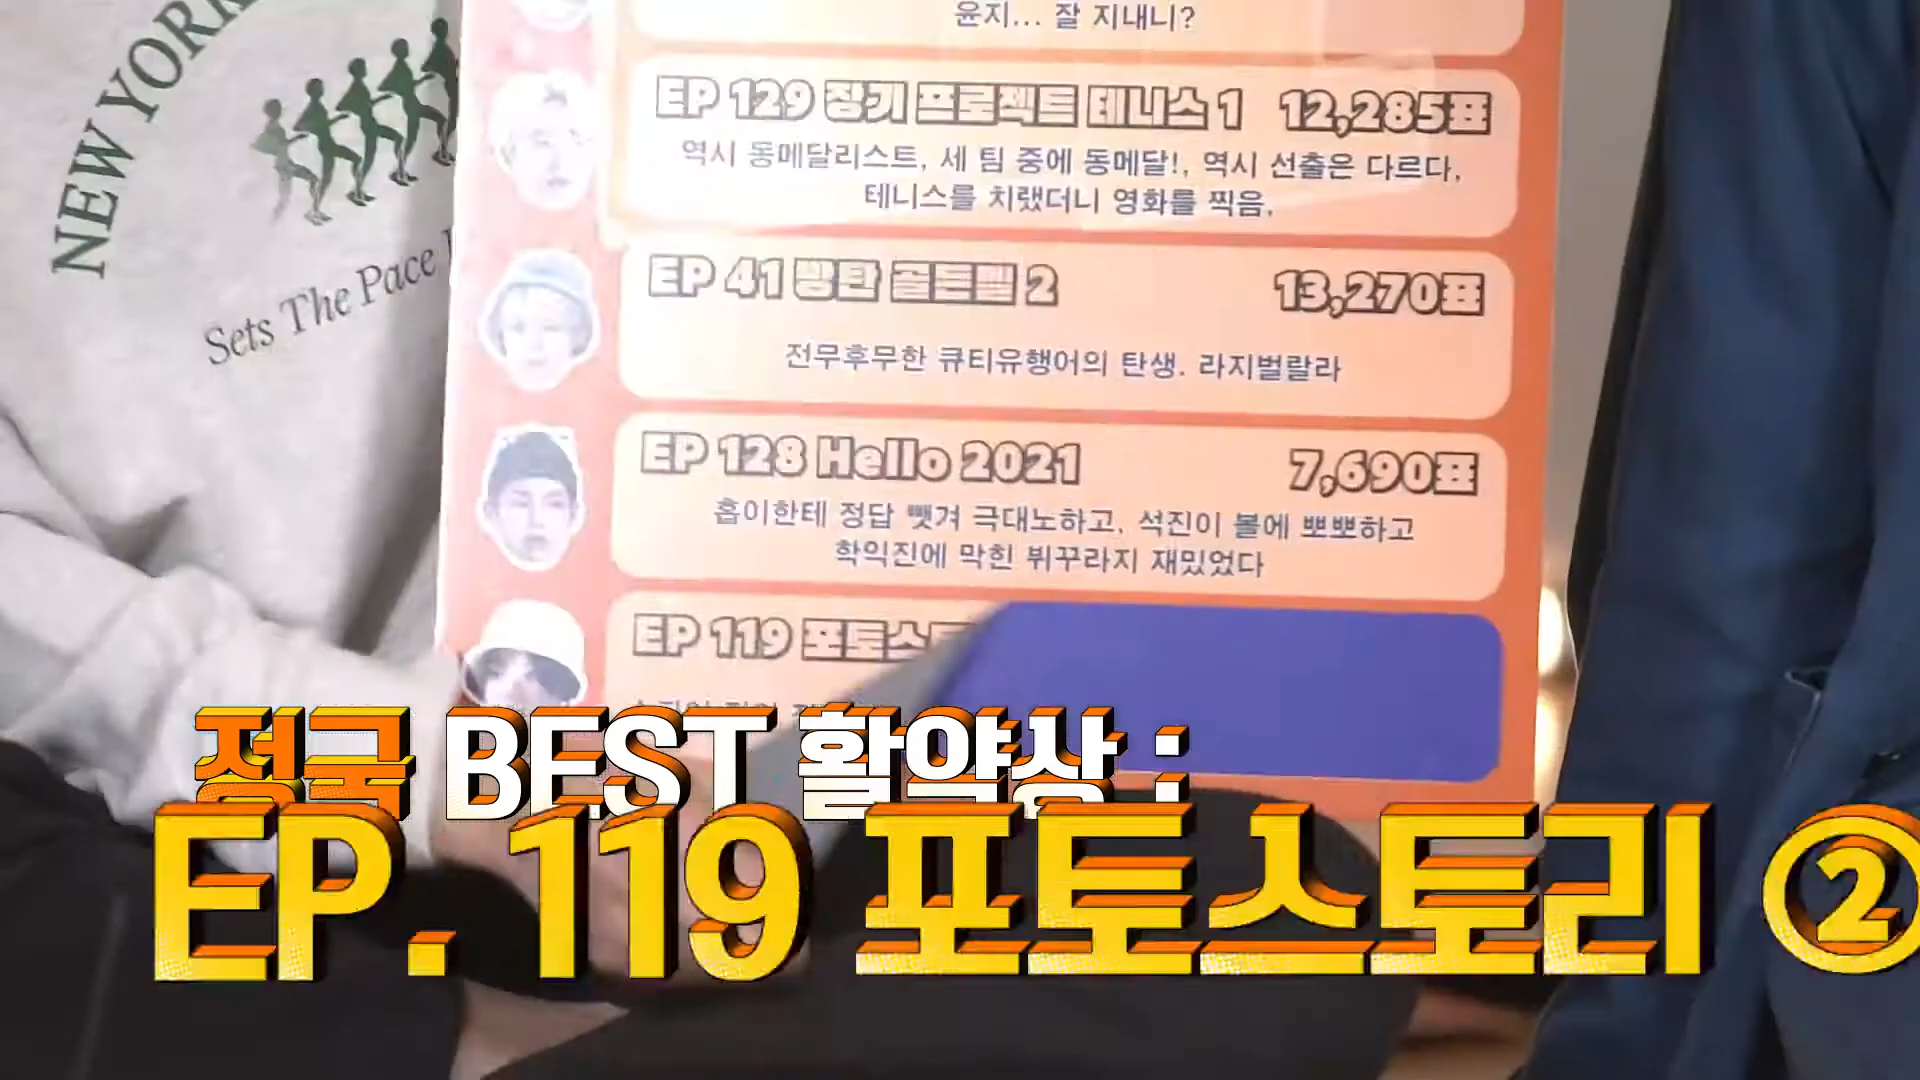 NEW YORK
Sets The Pace
윤지... 잘 지내니?
EP 129 장기 프로젝트 테니스 1 12,285표
역시 동메달리스트, 세 팀 중에 동메달!, 역시 선출은 다르다,
테니스를 치랬더니 영화를 찍음,
EP 41 방탄 골든벨 2 13,270표
전무후무한 큐티유행어의 탄생. 라지벌랄라
EP 128 Hello 2021 7,690표
홉이한테 정답 뺏겨 극대노하고, 석진이 볼에 뽀뽀하고
학익진에 막힌 뷔꾸라지 재밌었다
EP 119 포토스토
정국 BEST 활약상 :
EP. 119 포토스토리 ②